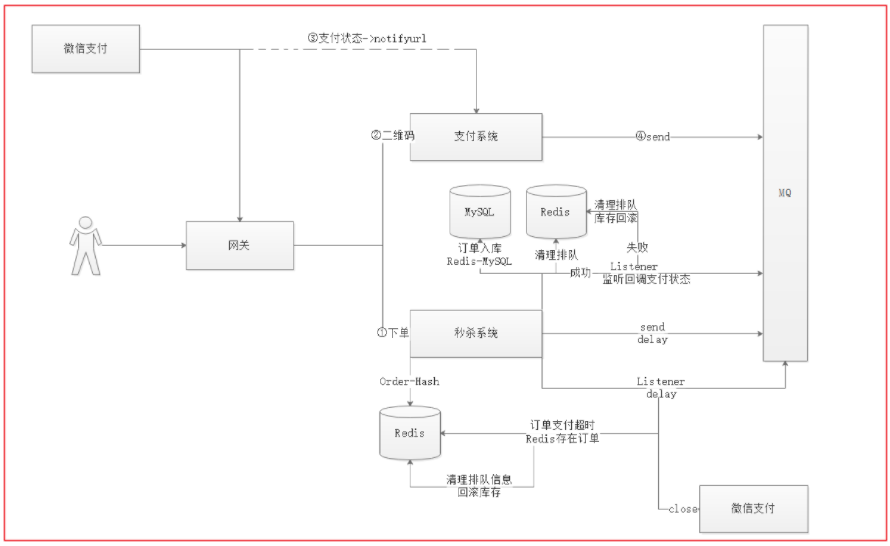 ③支付状态->notifyurl
微信支付
②二维码
支付系统
④send
MQ
MySQL
Redis
清理排队
库存回滚
网关
订单入库
Redis-MySQL
清理排队
失败
成功
Listener
监听回调支付状态
①下单
秒杀系统
send
delay
Order-Hash
Listener
delay
Redis
订单支付超时
Redis存在订单
清理排队信息
回滚库存
close
微信支付